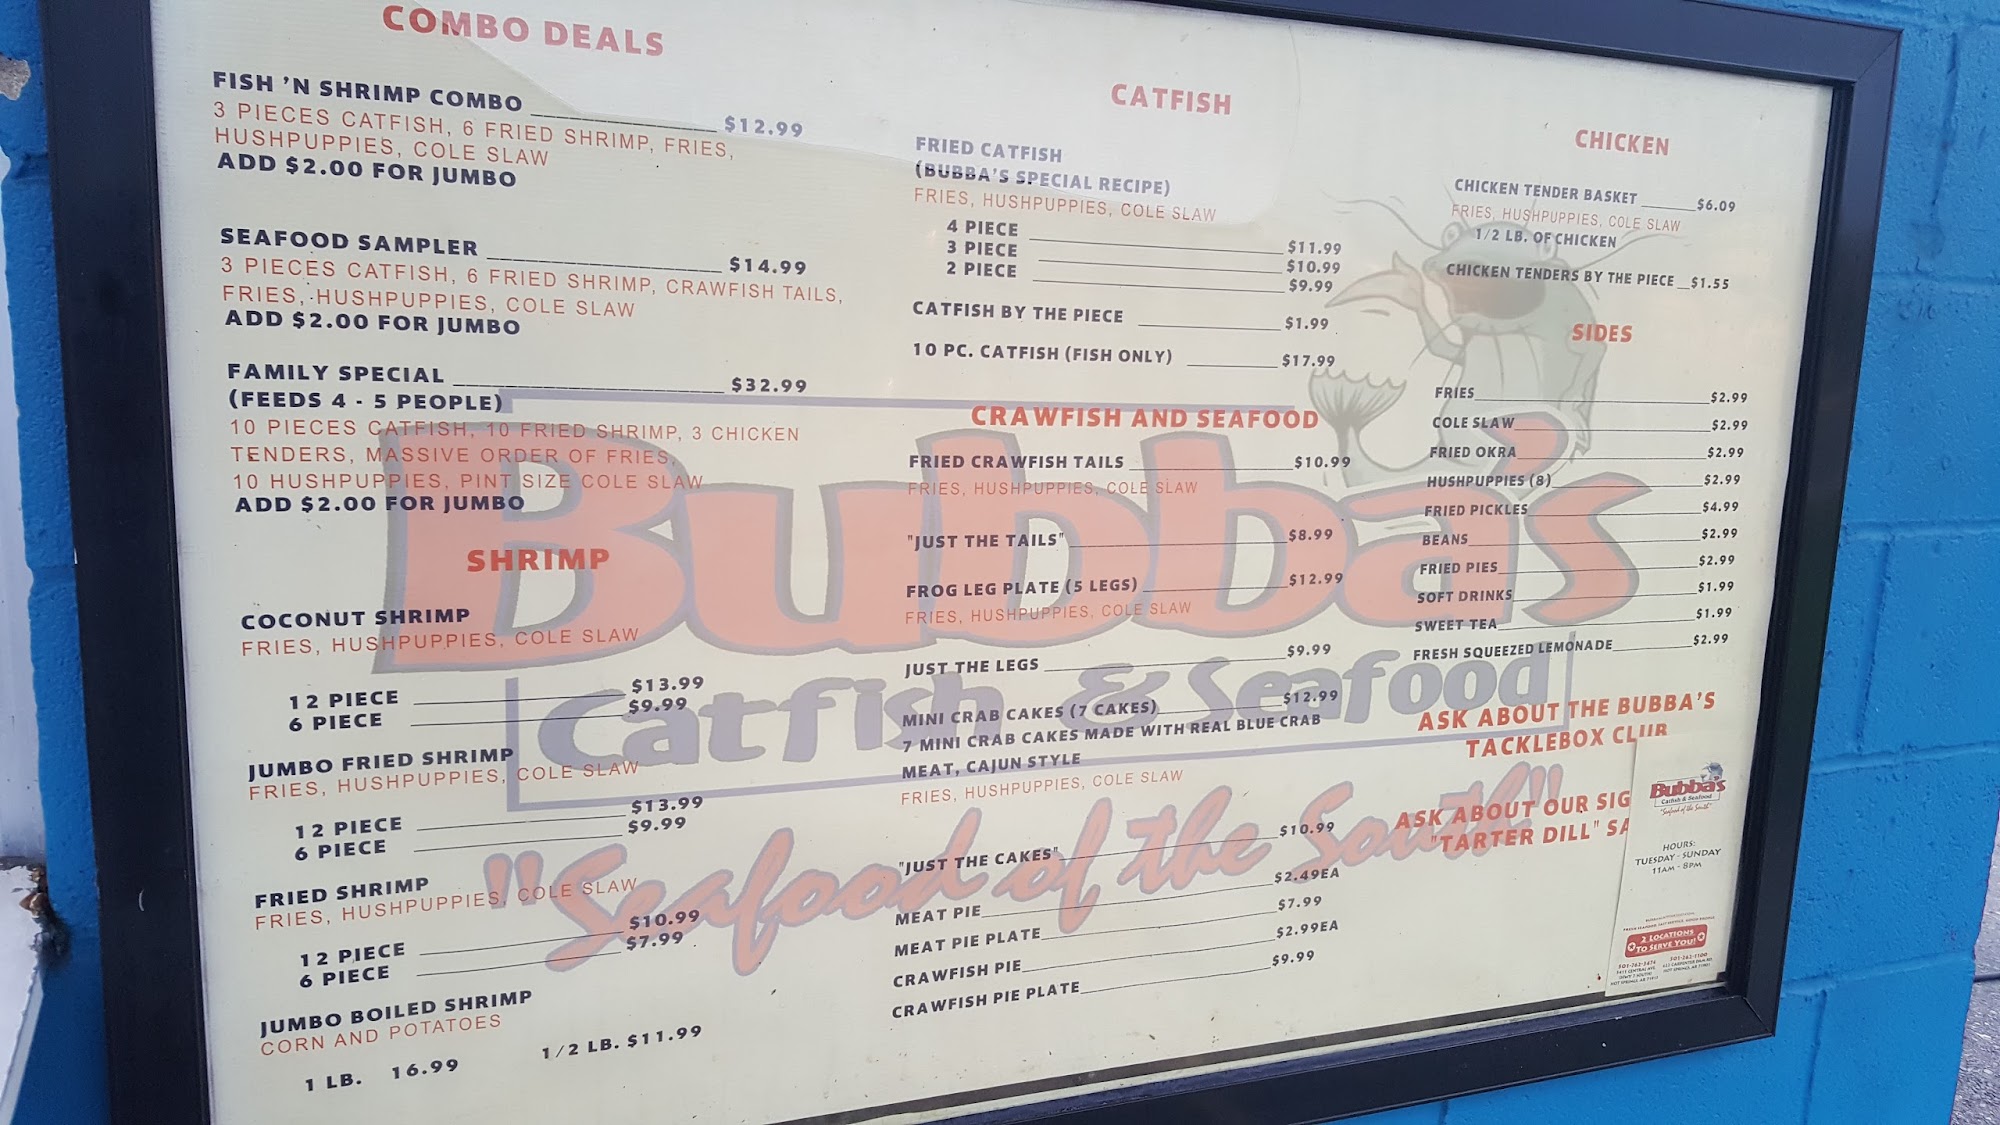 COMBO DEALS
FISH 'N SHRIMP COMBO $12.99
3 PIECES CATFISH, 6 FRIED SHRIMP, FRIES,
HUSHPUPPIES, COLE SLAW
ADD $2.00 FOR JUMBO
SEAFOOD SAMPLER $14.99
3 PIECES CATFISH, 6 FRIED SHRIMP, CRAWFISH TAILS,
FRIES, HUSHPUPPIES, COLE SLAW
ADD $2.00 FOR JUMBO
FAMILY SPECIAL $32.99
(FEEDS 4 - 5 PEOPLE)
10 PIECES CATFISH, 10 FRIED SHRIMP, 3 CHICKEN
TENDERS, MASSIVE ORDER OF FRIES,
10 HUSHPUPPIES, PINT SIZE COLE SLAW
ADD $2.00 FOR JUMBO
SHRIMP
COCONUT SHRIMP
FRIES, HUSHPUPPIES, COLE SLAW
12 PIECE $13.99
6 PIECE $9.99
JUMBO FRIED SHRIMP
FRIES, HUSHPUPPIES, COLE SLAW
12 PIECE $13.99
6 PIECE $9.99
FRIED SHRIMP
FRIES, HUSHPUPPIES, COLE SLAW
12 PIECE $10.99
6 PIECE $7.99
JUMBO BOILED SHRIMP
CORN AND POTATOES
1 LB. 16.99 1/2 LB. $11.99
CATFISH
FRIED CATFISH
(BUBBA'S SPECIAL RECIPE)
FRIES, HUSHPUPPIES, COLE SLAW
4 PIECE $11.99
3 PIECE $10.99
2 PIECE $9.99
CATFISH BY THE PIECE $1.99
10 PC. CATFISH (FISH ONLY) $17.99
CRAWFISH AND SEAFOOD
FRIED CRAWFISH TAILS $10.99
FRIES, HUSHPUPPIES, COLE SLAW
"JUST THE TAILS" $8.99
FROG LEG PLATE (5 LEGS) $12.99
FRIES, HUSHPUPPIES, COLE SLAW
JUST THE LEGS $9.99
MINI CRAB CAKES (7 CAKES) $12.99
7 MINI CRAB CAKES MADE WITH REAL BLUE CRAB
MEAT, CAJUN STYLE
FRIES, HUSHPUPPIES, COLE SLAW
"JUST THE CAKES" $10.99
MEAT PIE $2.49EA
MEAT PIE PLATE $7.99
CRAWFISH PIE $2.99EA
CRAWFISH PIE PLATE $9.99
CHICKEN
CHICKEN TENDER BASKET $6.09
FRIES, HUSHPUPPIES, COLE SLAW
1/2 LB. OF CHICKEN
CHICKEN TENDERS BY THE PIECE $1.55
SIDES
FRIES $2.99
COLE SLAW $2.99
FRIED OKRA $2.99
HUSHPUPPIES (8) $2.99
FRIED PICKLES $4.99
BEANS $2.99
FRIED PIES $2.99
SOFT DRINKS $1.99
SWEET TEA $1.99
FRESH SQUEEZED LEMONADE $2.99
ASK ABOUT THE BUBBA'S
TACKLEBOX CLUB
ASK ABOUT OUR SIG
"TARTER DILL" SA
Bubba's
Catfish & Seafood
"Seafood of the South"
Bubba's
Catfish & Seafood
"Seafood of the South"
HOURS:
TUESDAY - SUNDAY
11AM - 8PM
2 LOCATIONS
TO SERVE YOU!